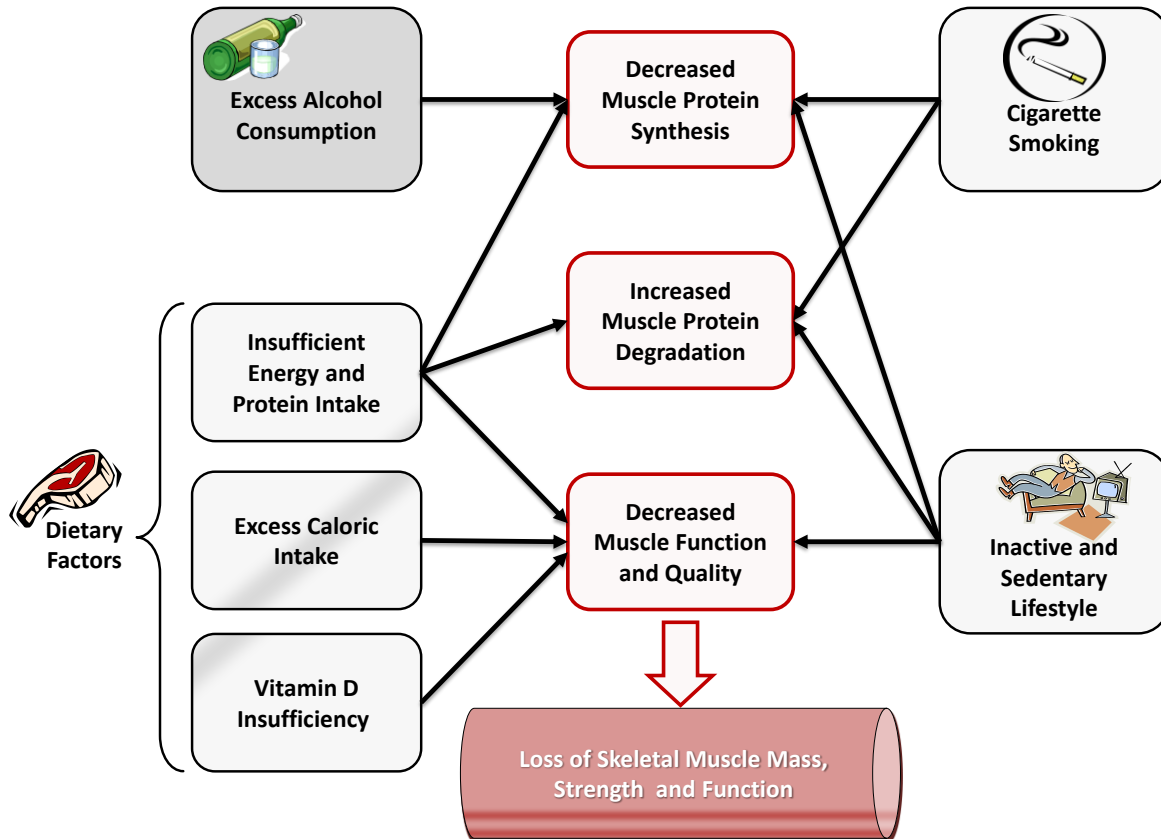 Excess Alcohol
Consumption
Decreased
Muscle Protein
Synthesis
Cigarette
Smoking
Insufficient
Energy and
Protein Intake
Increased
Muscle Protein
Degradation
Dietary
Factors
Excess Caloric
Intake
Decreased
Muscle Function
and Quality
Inactive and
Sedentary
Lifestyle
Vitamin D
Insufficiency
Loss of Skeletal Muscle Mass,
Strength and Function